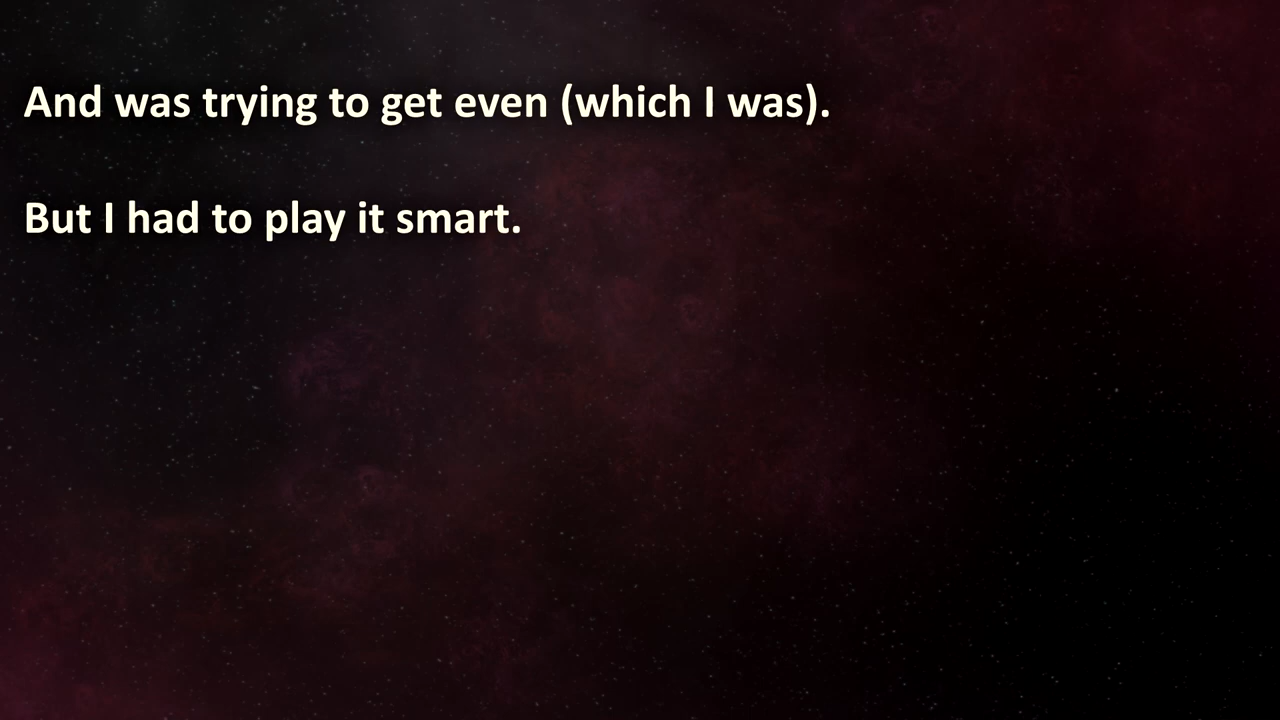 And was trying to get even (which I was).
But I had to play it smart.